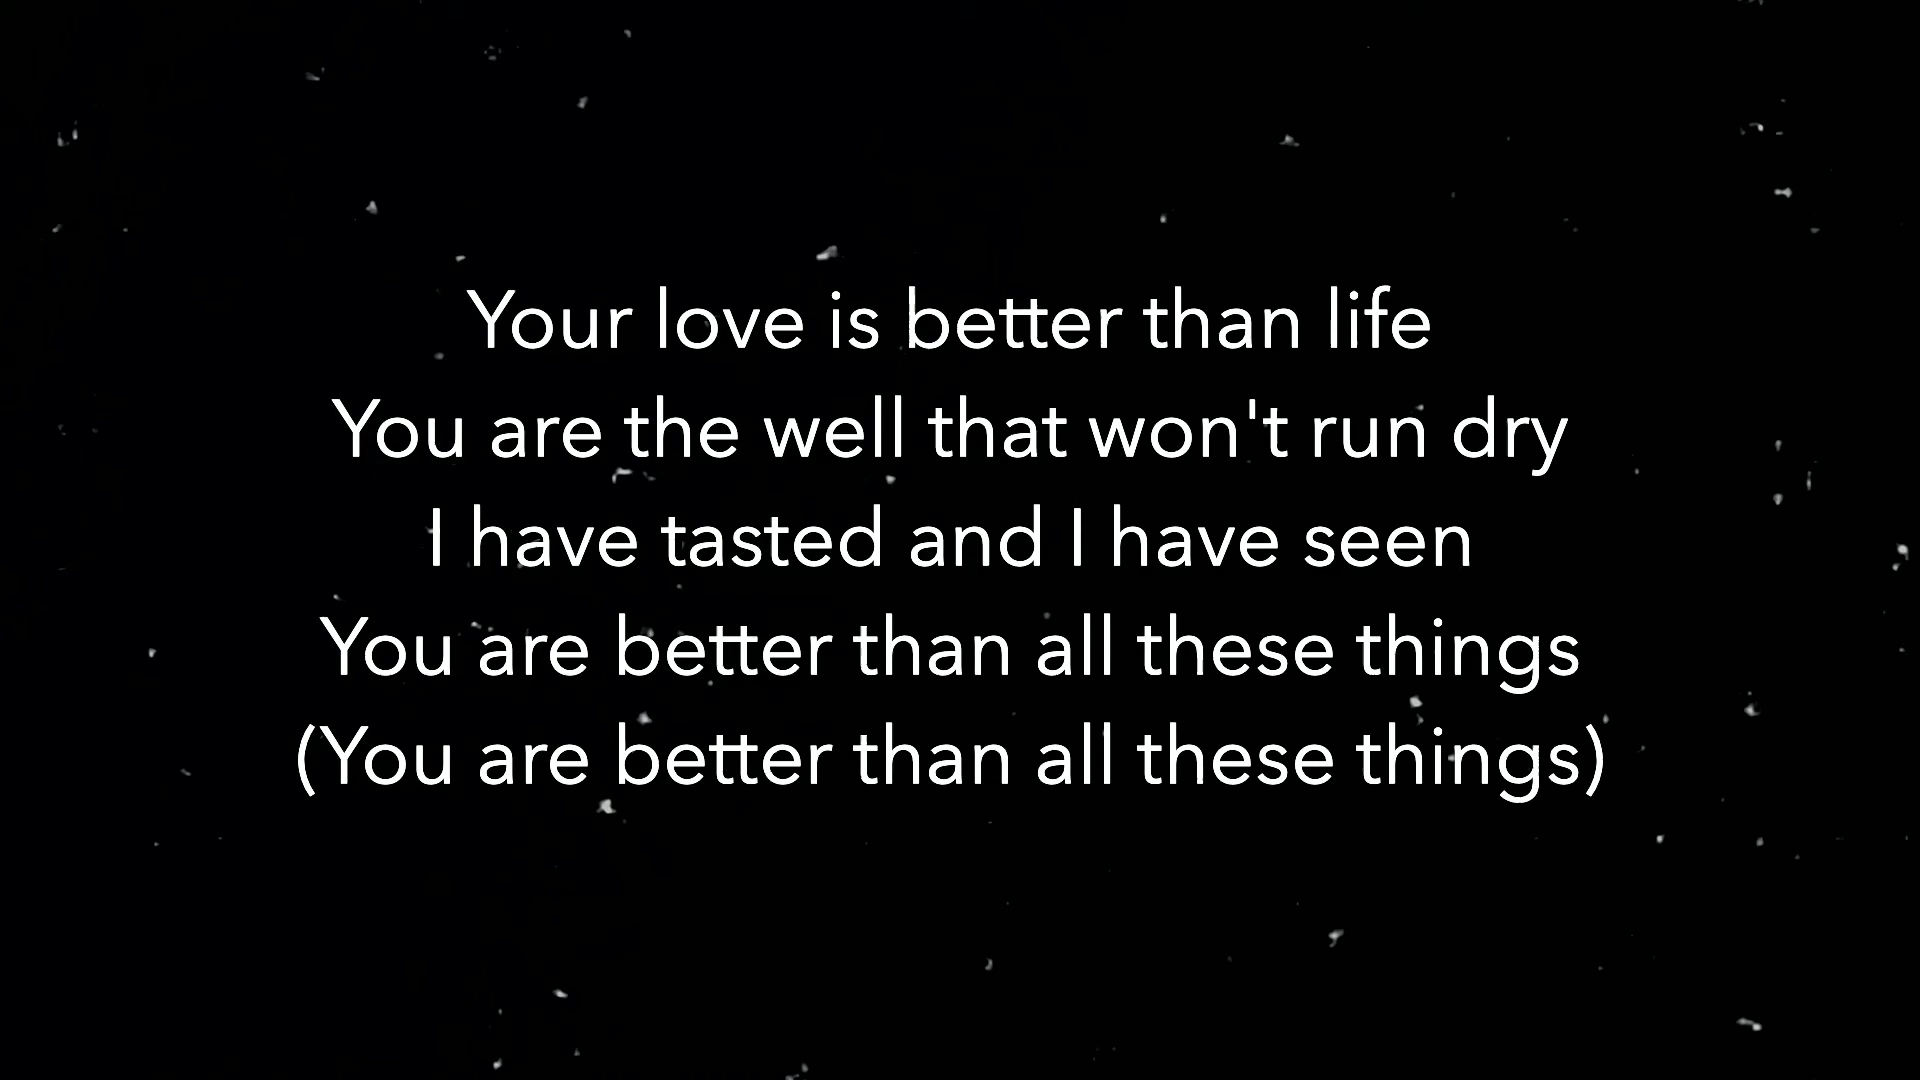 Your love is better than life
You are the well that won't run dry
I have tasted and I have seen
You are better than all these things
(You are better than all these things)